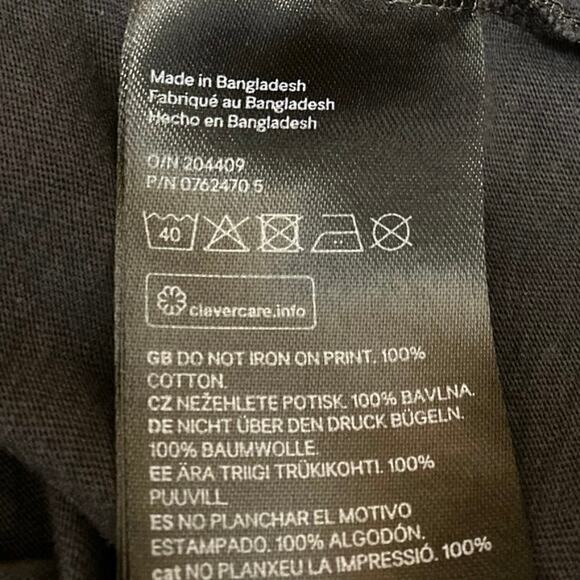 Made in Bangladesh
Fabriqué au Bangladesh
Hecho en Bangladesh
O/N 204409
P/N 0762470 5
40
clevercare.info
GB DO NOT IRON ON PRINT. 100%
COTTON.
CZ NEŽEHLETE POTISK. 100% BAVLNA.
DE NICHT ÜBER DEN DRUCK BÜGELN.
100% BAUMWOLLE.
EE ÄRA TRIIGI TRÜKIKOHTI. 100%
PUUVILL.
ES NO PLANCHAR EL MOTIVO
ESTAMPADO. 100% ALGODÓN.
cat NO PLANXEU LA IMPRESSIÓ. 100%